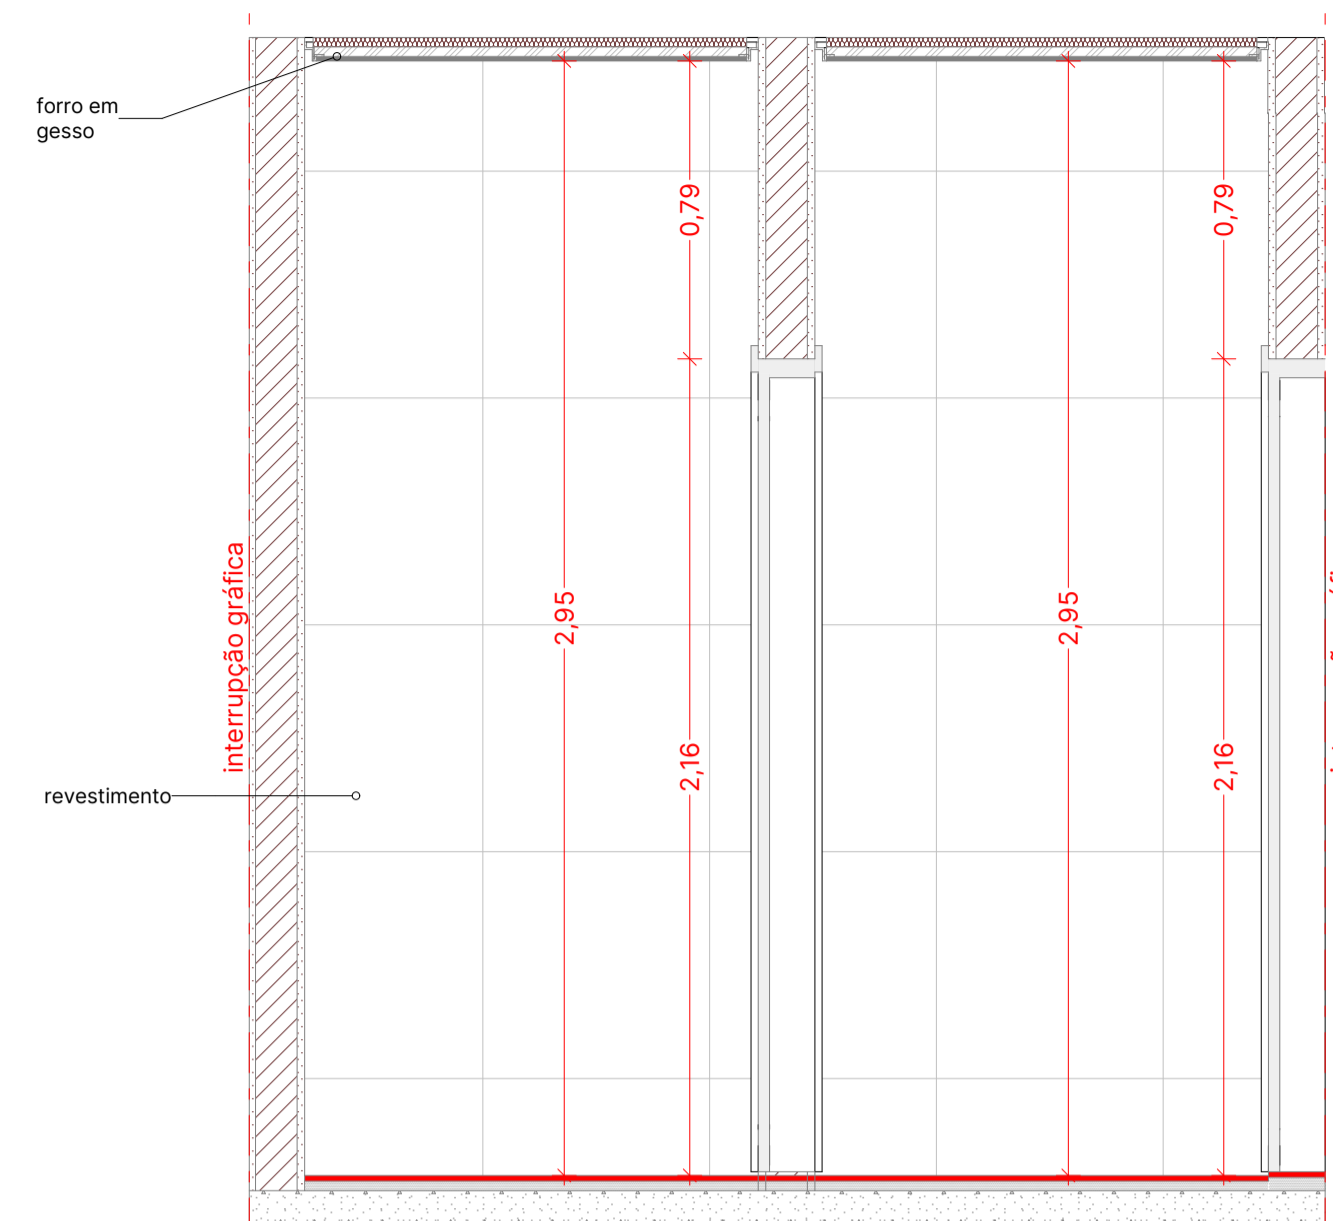 forro em
gesso
0,79
0,79
interrupção gráfica
2,95
2,95
2,16
2,16
revestimento